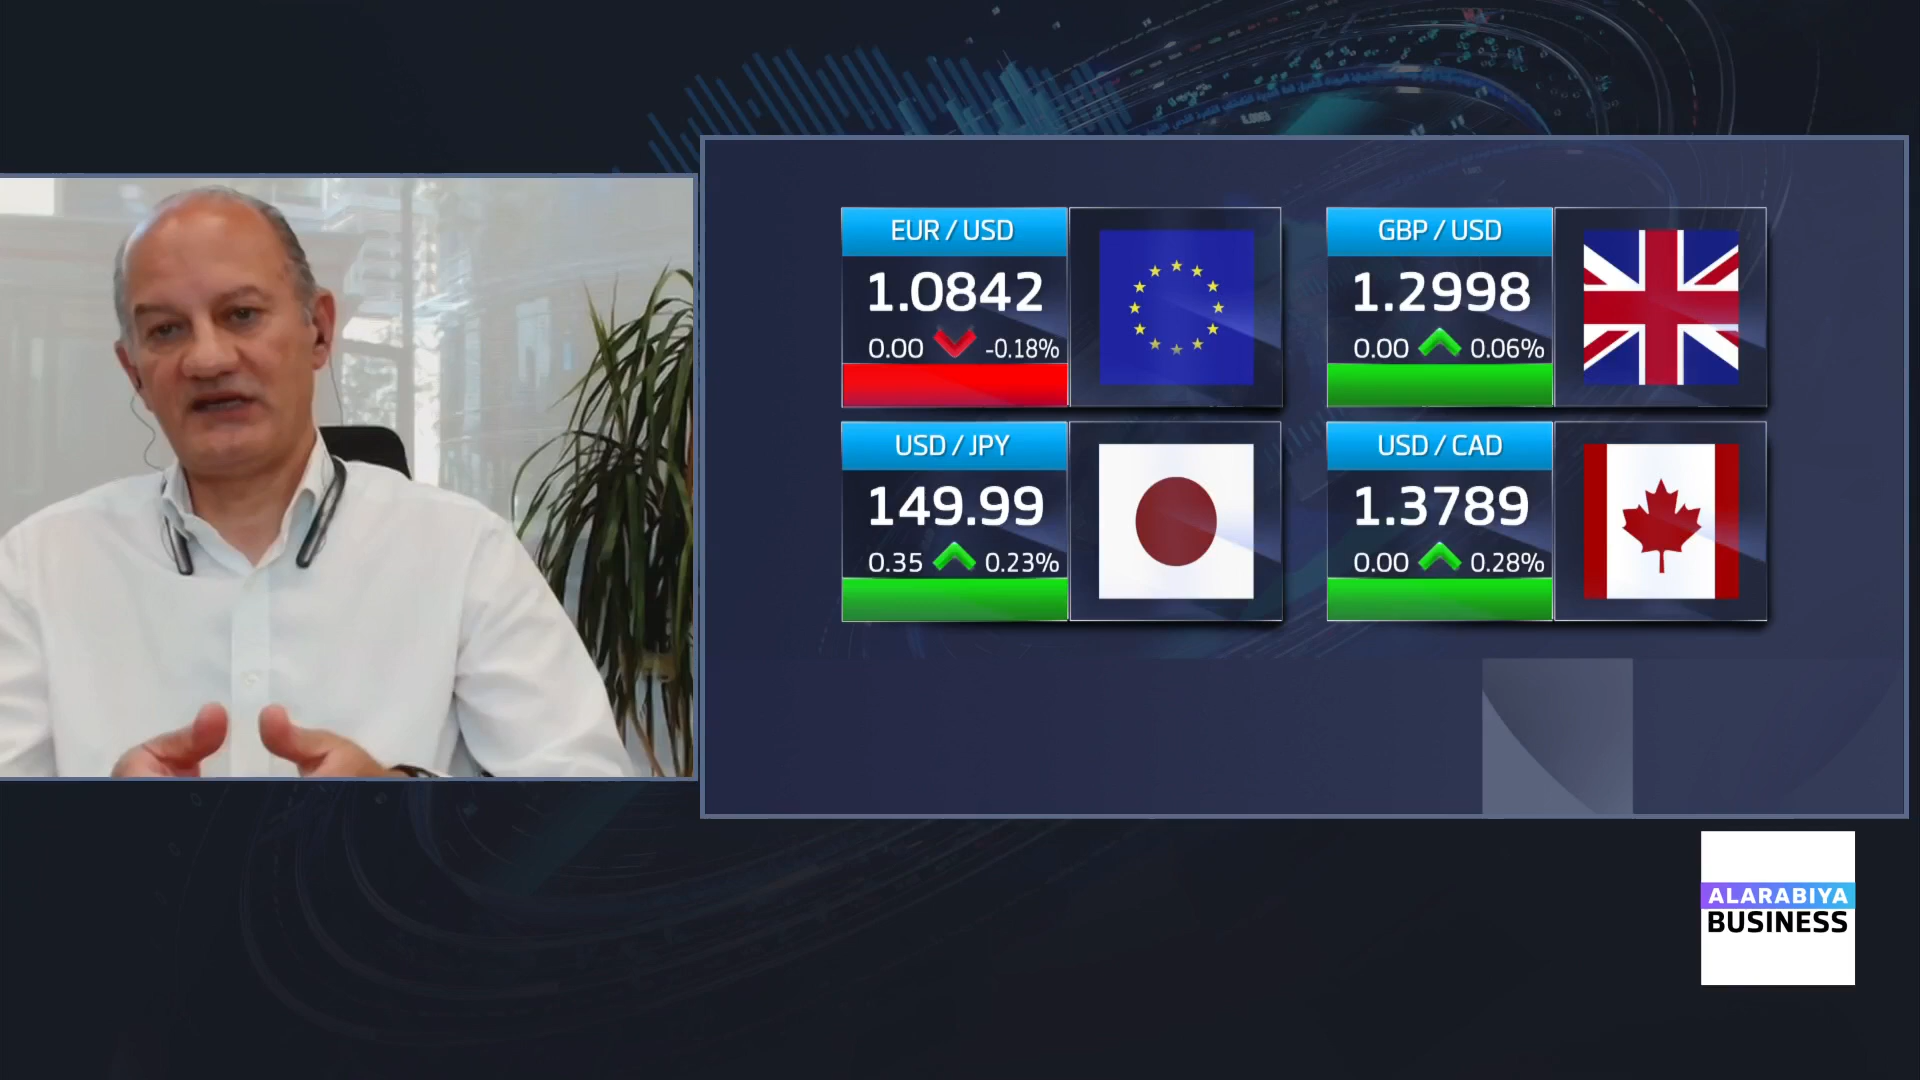 EUR / USD
1.0842
0.00 -0.18%
GBP / USD
1.2998
0.00 0.06%
USD / JPY
149.99
0.35 0.23%
USD / CAD
1.3789
0.00 0.28%
ALARABIYA
BUSINESS